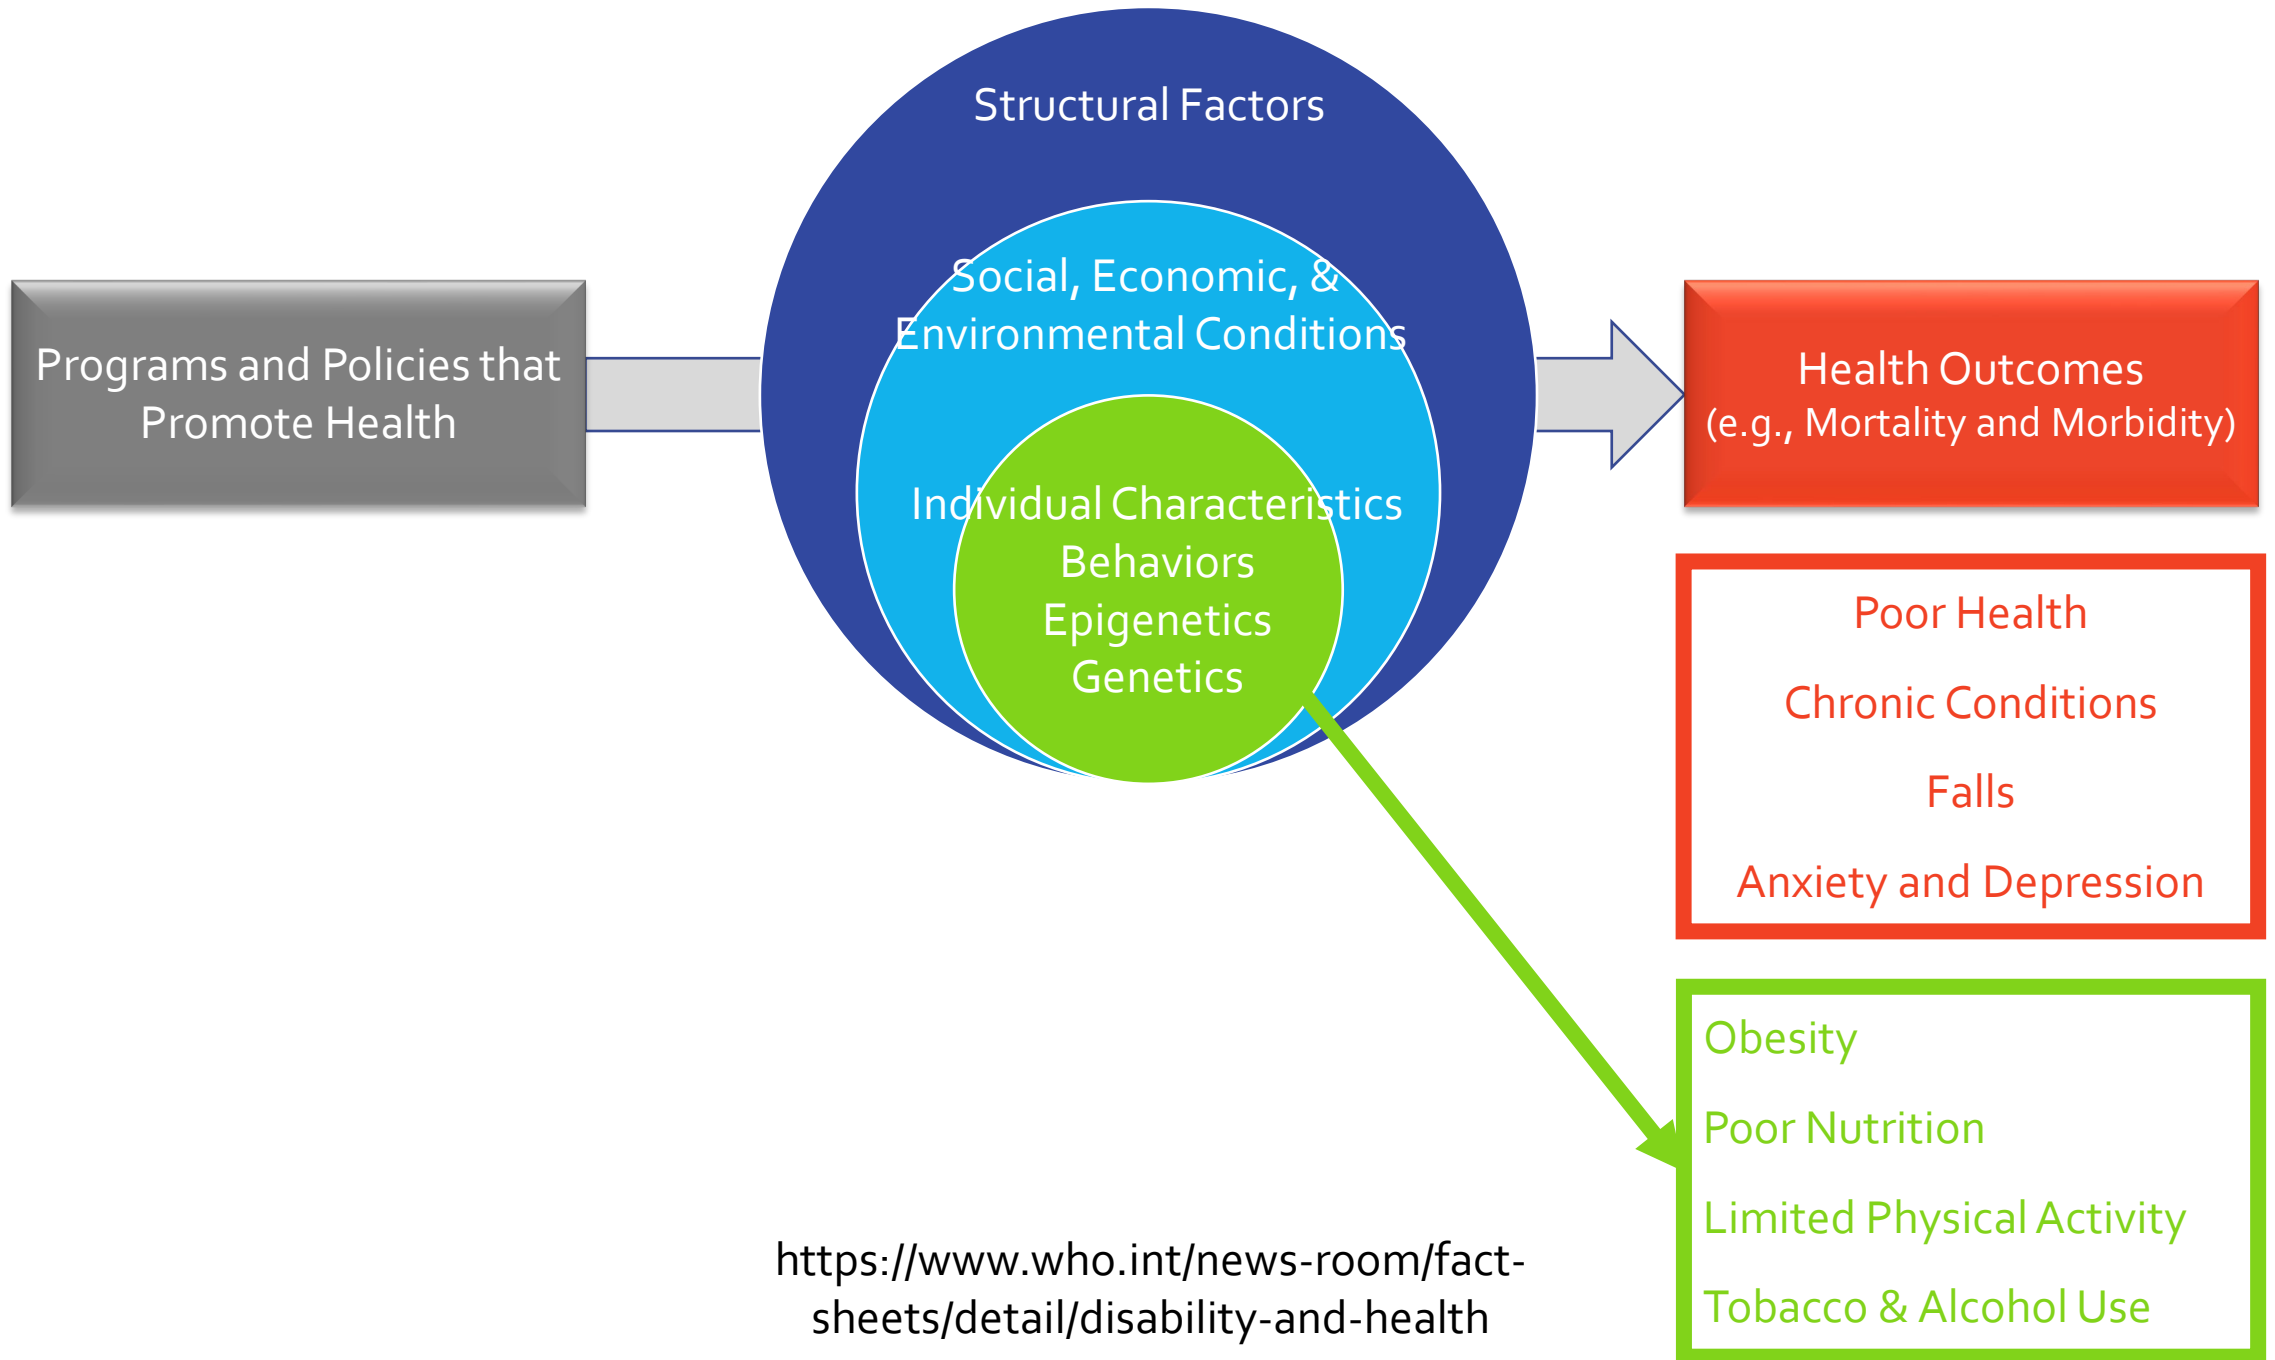 Structural Factors
Social, Economic, &
Environmental Conditions
Programs and Policies that
Promote Health
Individual Characteristics
Behaviors
Epigenetics
Genetics
Health Outcomes
(e.g., Mortality and Morbidity)
Poor Health
Chronic Conditions
Falls
Anxiety and Depression
Obesity
Poor Nutrition
Limited Physical Activity
Tobacco & Alcohol Use
https://www.who.int/news-room/fact-
sheets/detail/disability-and-health